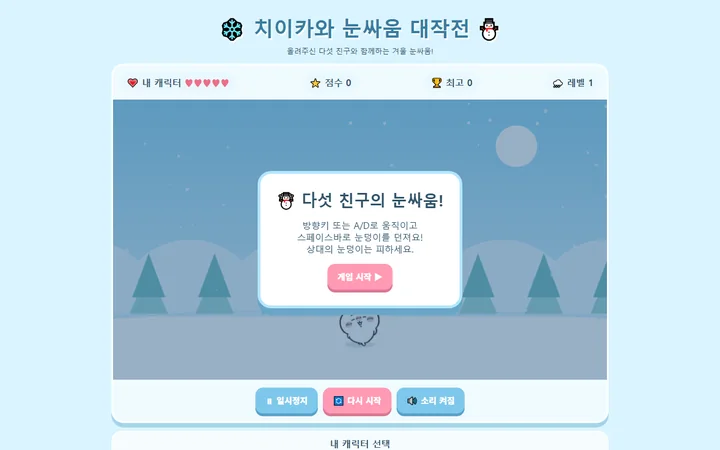 치이카와 눈싸움 대작전
올려주신 다섯 친구와 함께하는 겨울 눈싸움!
내 캐릭터 ♥♥♥♥♥
점수 0
최고 0
레벨 1
다섯 친구의 눈싸움!
방향키 또는 A/D로 움직이고
스페이스바로 눈덩이를 던져요!
상대의 눈덩이는 피하세요.
게임 시작 ▶
일시정지
다시 시작
소리 켜짐
내 캐릭터 선택